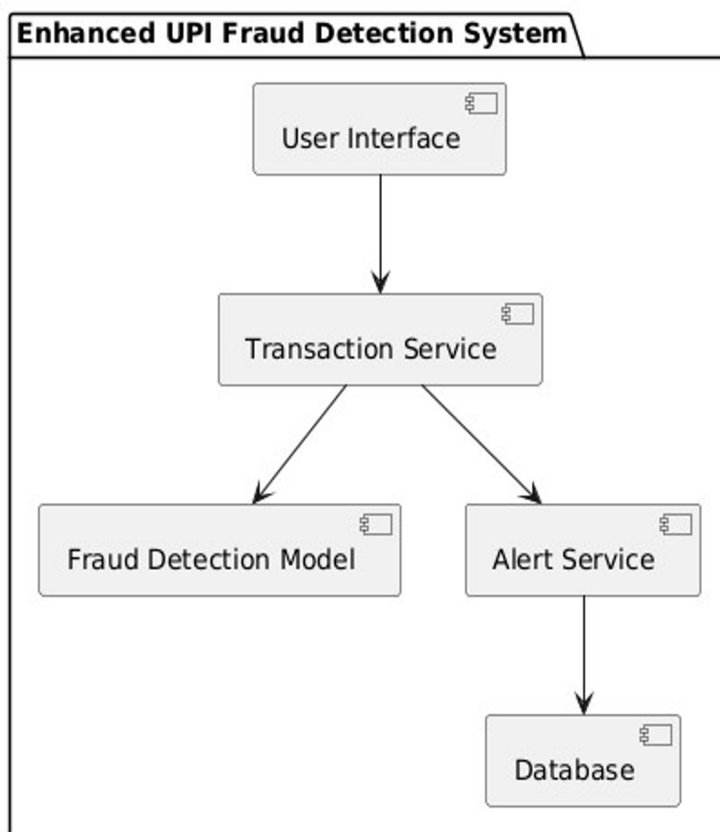 Enhanced UPI Fraud Detection System
User Interface
Transaction Service
Fraud Detection Model
Alert Service
Database